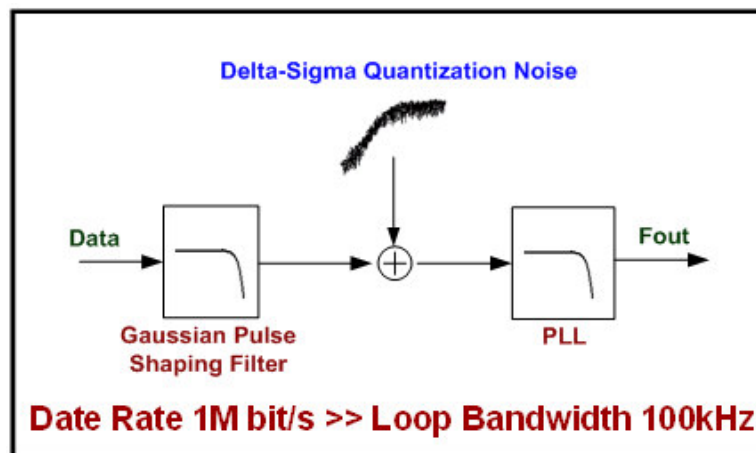 Delta-Sigma Quantization Noise
Data
Fout
Gaussian Pulse
Shaping Filter
PLL
Date Rate 1M bit/s >> Loop Bandwidth 100kHz